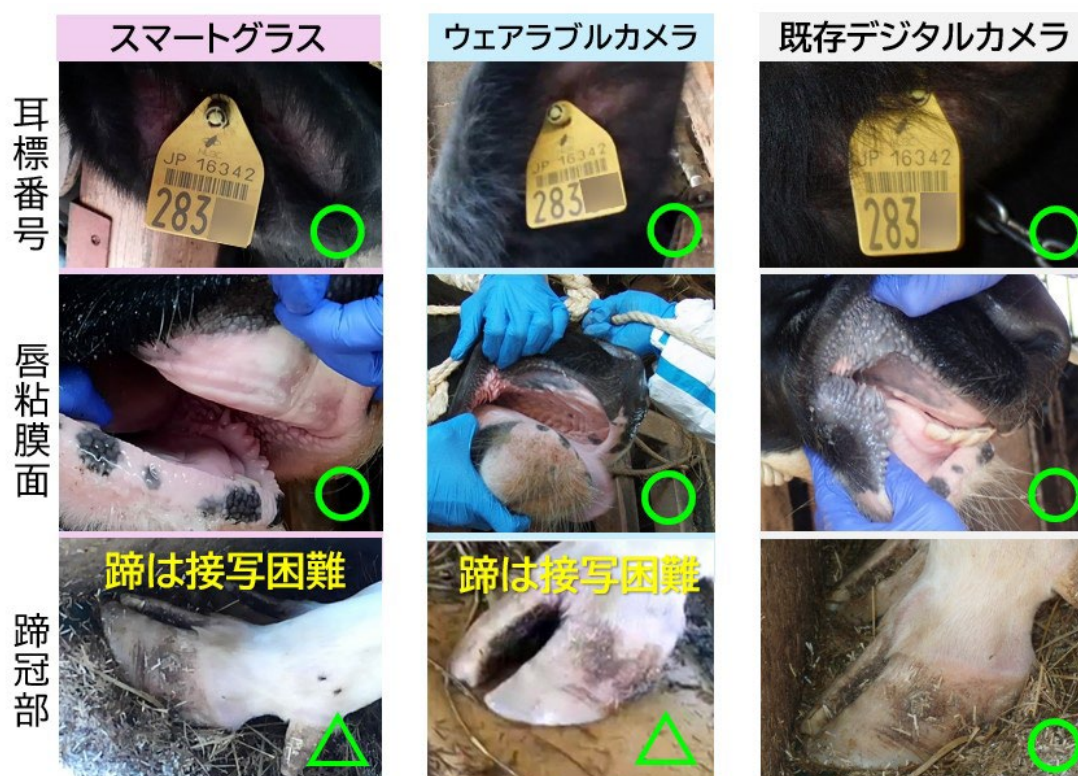 スマートグラス
ウェアラブルカメラ
既存デジタルカメラ
耳標番号
JP 16342
283
JP 16342
283
JP 16342
283
唇粘膜面
蹄冠部
蹄は接写困難
蹄は接写困難